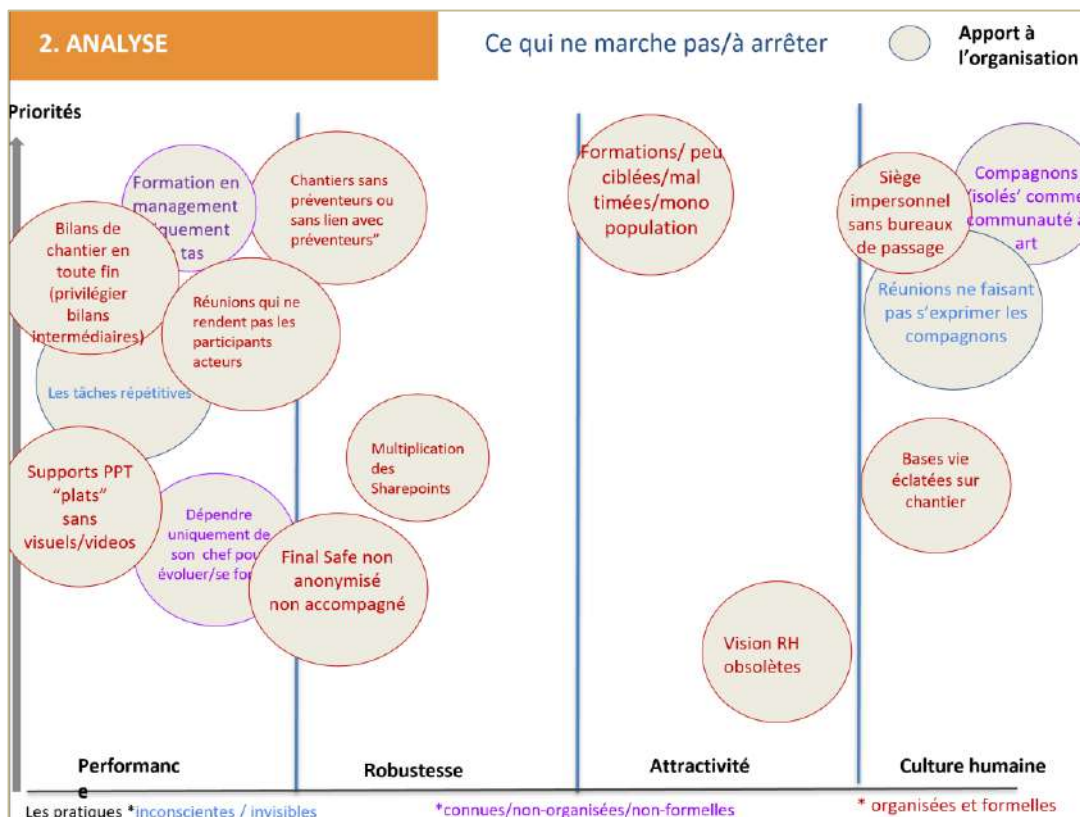 2. ANALYSE
Ce qui ne marche pas/à arrêter
Apport à
l'organisation
Priorités
Formation en
management
tas
Chantiers sans
préventeurs ou
sans lien avec
préventeurs"
Bilans de
chantier en
toute fin
(privilégier
bilans
intermédiaires)
Réunions qui ne
rendent pas les
participants
acteurs
Les tâches répétitives
Supports PPT
"plats"
sans
visuels/videos
Dépendre
uniquement de
son chef
évoluer/se
Multiplication
des
Sharepoints
Final Safe non
anonymisé
non accompagné
Formations/ peu
ciblées/mal
timées/mono
population
Vision RH
obsolètes
Siège
impersonnel
sans bureaux
de passage
Compagnons
'isolés' comme
communauté
art
Réunions ne faisant
pas s'exprimer les
compagnons
Bases vie
éclatées sur
chantier
Performanc
e
Robustesse
Attractivité
Culture humaine
Les pratiques *inconscientes / invisibles
*connues/non-organisées/non-formelles
* organisées et formelles